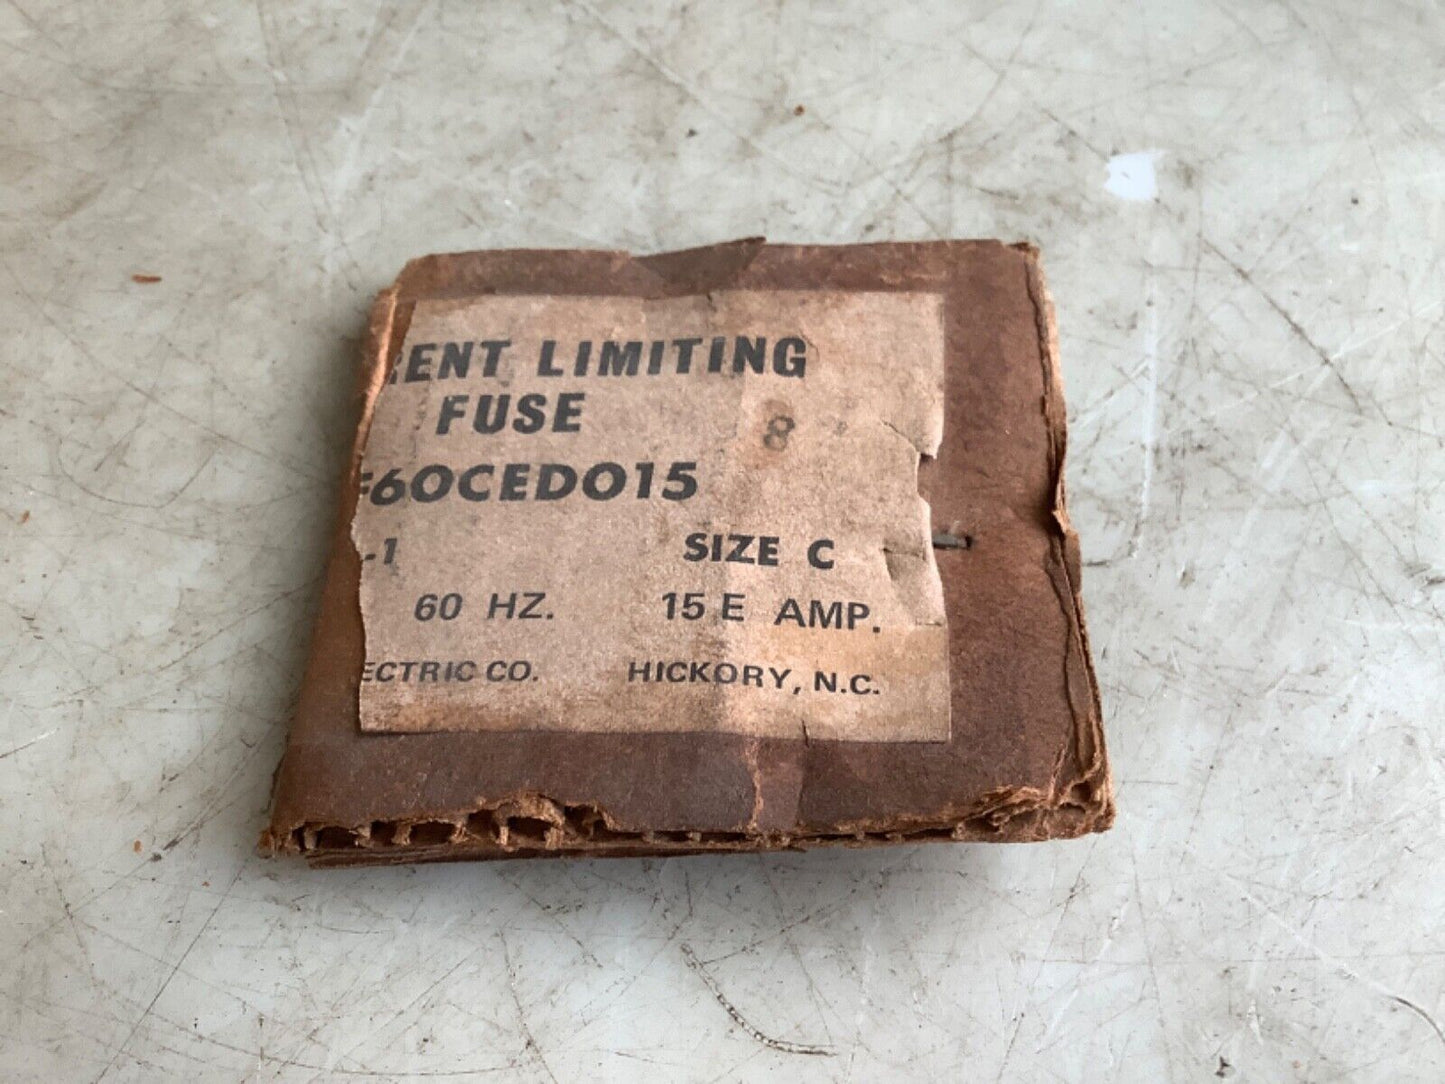 RENT LIMITING
FUSE
8
F60CED015
-1 SIZE C
60 HZ. 15 E AMP.
ECTRIC CO. HICKORY, N.C.